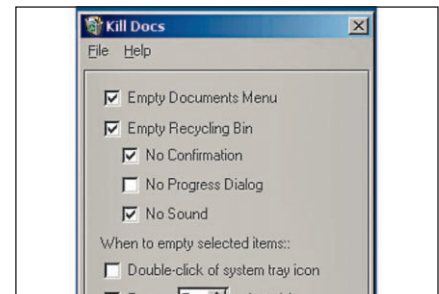 Kill Docs
File Help
Empty Documents Menu
Empty Recycling Bin
No Confirmation
No Progress Dialog
No Sound
When to empty selected items::
Double-click of system tray icon